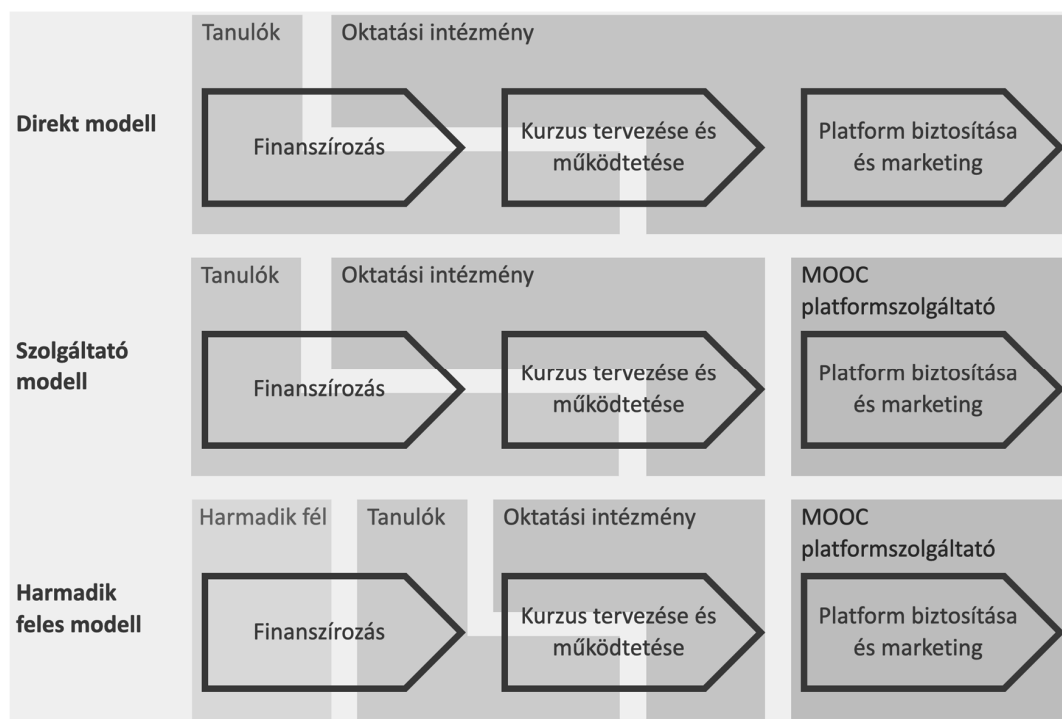 Tanulók
Oktatási intézmény
Direkt modell
Finanszírozás
Kurzus tervezése és
működtetése
Platform biztosítása
és marketing
Tanulók
Oktatási intézmény
MOOC
platformszolgáltató
Szolgáltató
modell
Finanszírozás
Kurzus tervezése és
működtetése
Platform biztosítása
és marketing
Harmadik fél
Tanulók
Oktatási intézmény
MOOC
platformszolgáltató
Harmadik
feles modell
Finanszírozás
Kurzus tervezése és
működtetése
Platform biztosítása
és marketing